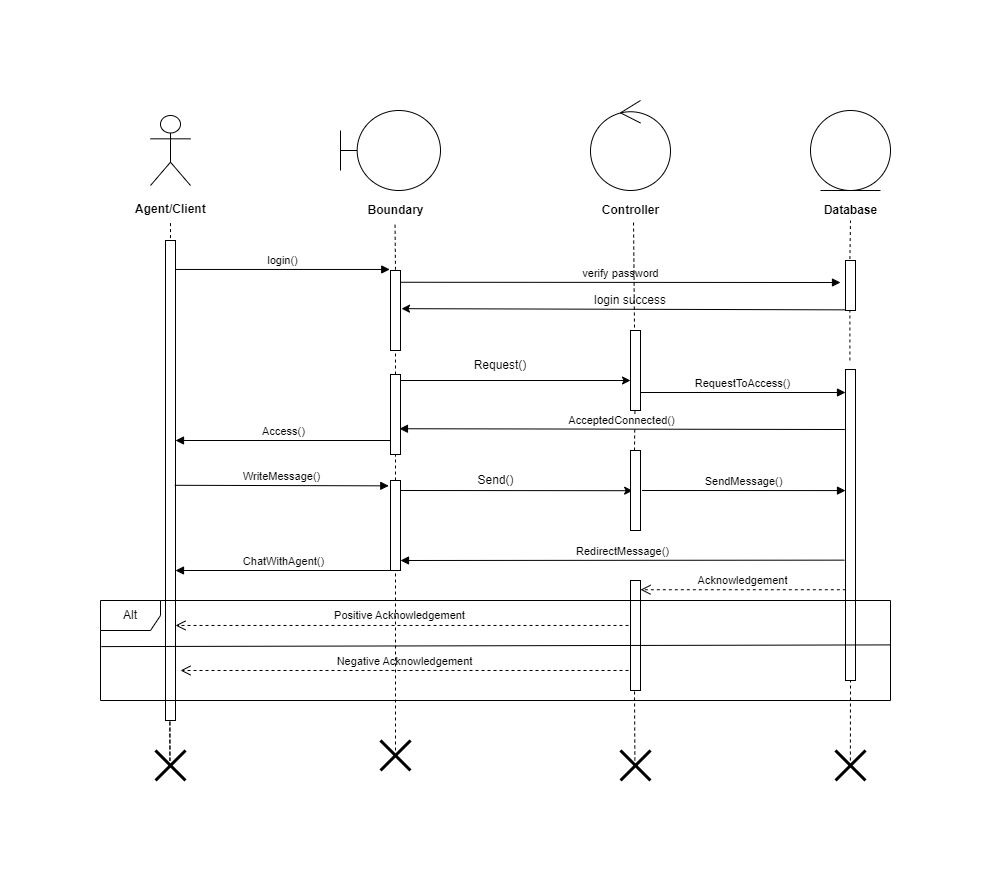 Agent/Client
Boundary
Controller
Database
login()
verify password
login success
Request()
RequestToAccess()
AcceptedConnected()
Access()
WriteMessage()
Send()
SendMessage()
RedirectMessage()
ChatWithAgent()
Acknowledgement
Alt
Positive Acknowledgement
Negative Acknowledgement